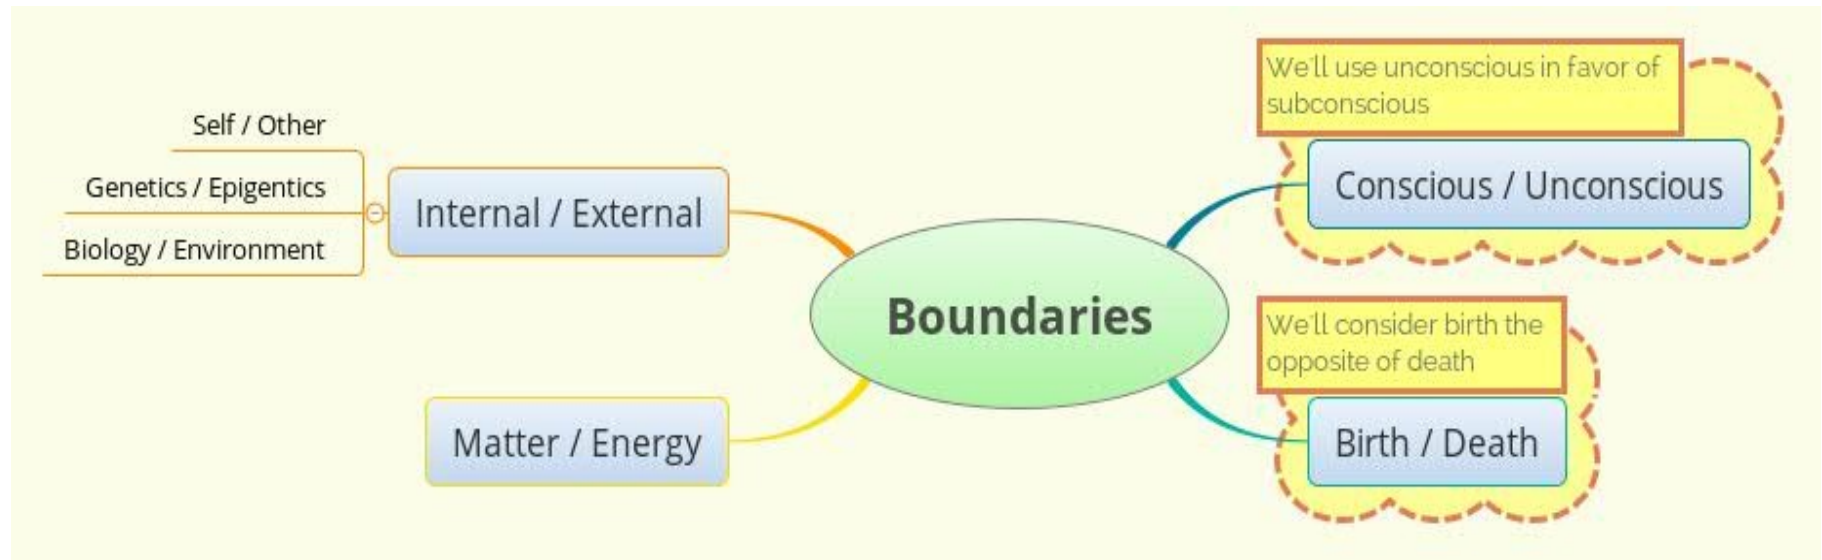 Self / Other
Genetics / Epigentics
Biology / Environment
Internal / External
Matter / Energy
Boundaries
We'll use unconscious in favor of
subconscious
Conscious / Unconscious
We'll consider birth the
opposite of death
Birth / Death